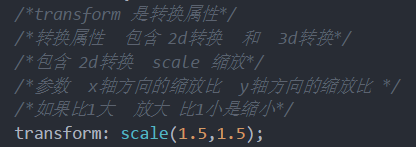 /*transform 是转换属性*/
/*转换属性  包含 2d转换  和  3d转换*/
/*包含 2d转换  scale 缩放*/
/*参数  x轴方向的缩放比  y轴方向的缩放比 */
/*如果比1大  放大 比1小是缩小*/
transform: scale(1.5,1.5);